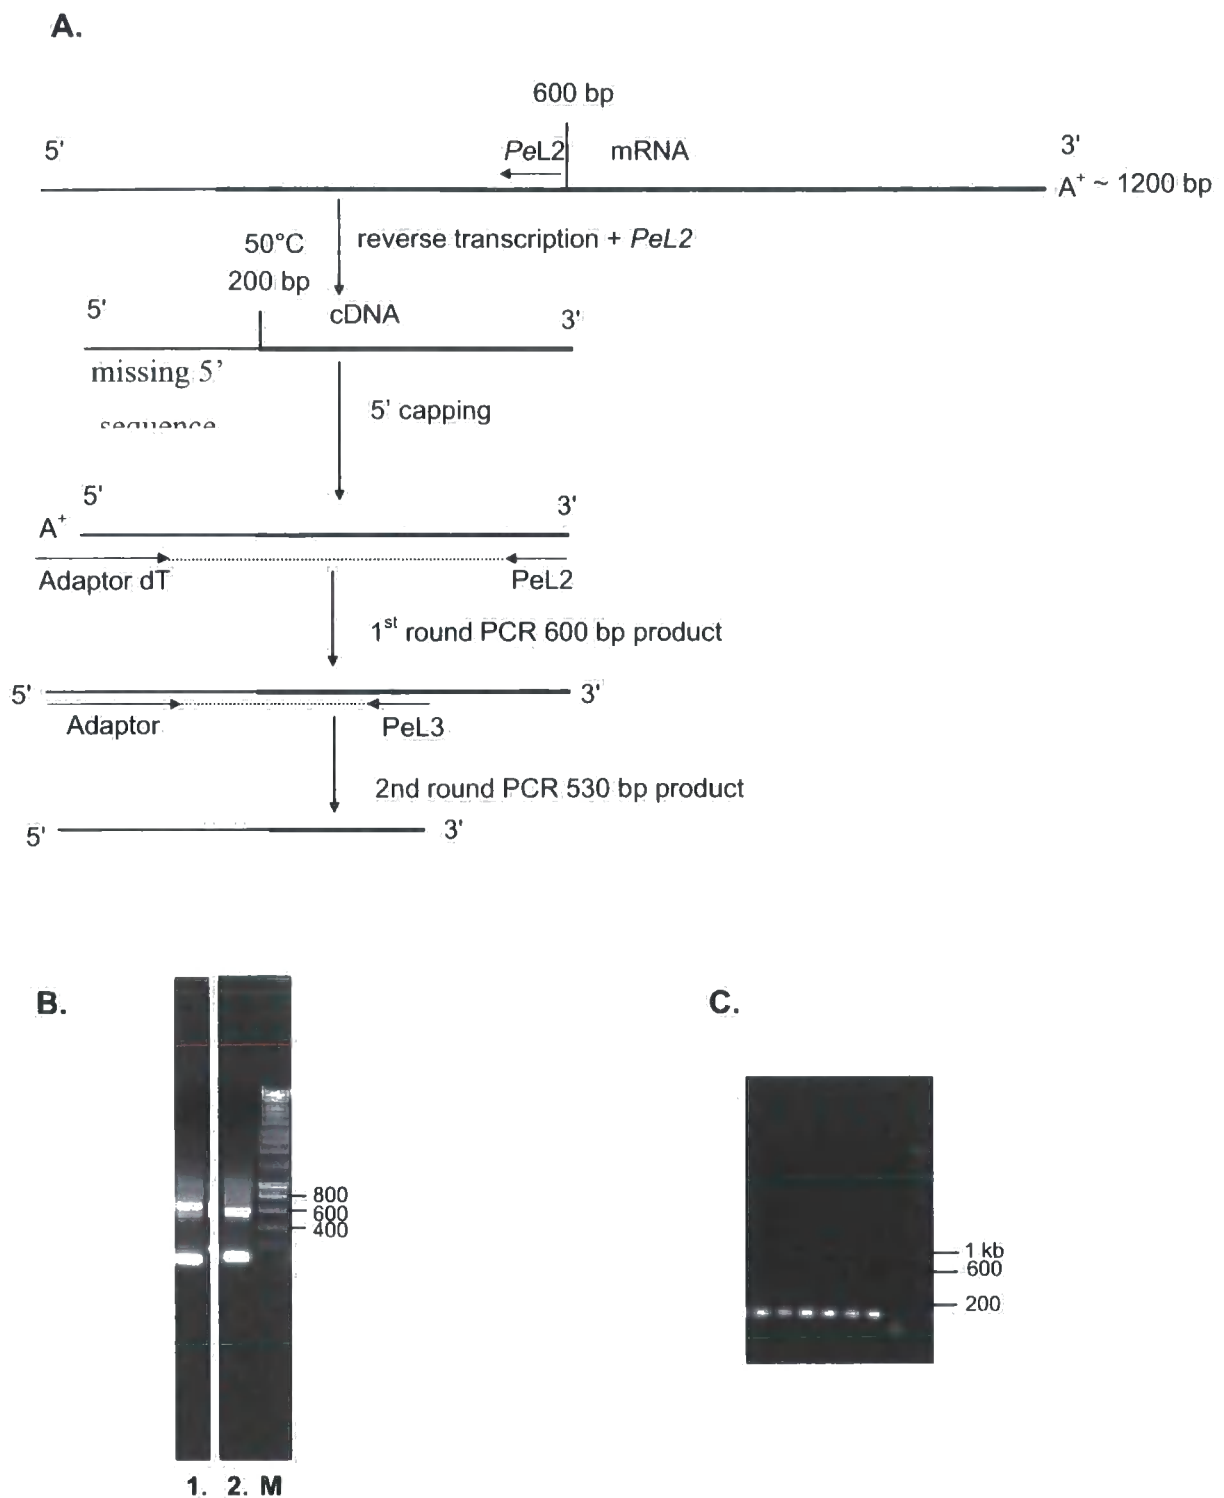 A.
600 bp
5'
PeL2
mRNA
3'
A+ ~ 1200 bp
50°C
reverse transcription + PeL2
200 bp
5'
cDNA
3'
missing 5’
sequence
5’ capping
5'
3'
A+
Adaptor dT
PeL2
1st round PCR 600 bp product
5'
3'
Adaptor
PeL3
2nd round PCR 530 bp product
5'
3'
B.
C.
800
600
400
1 kb
600
200
1. 2. M